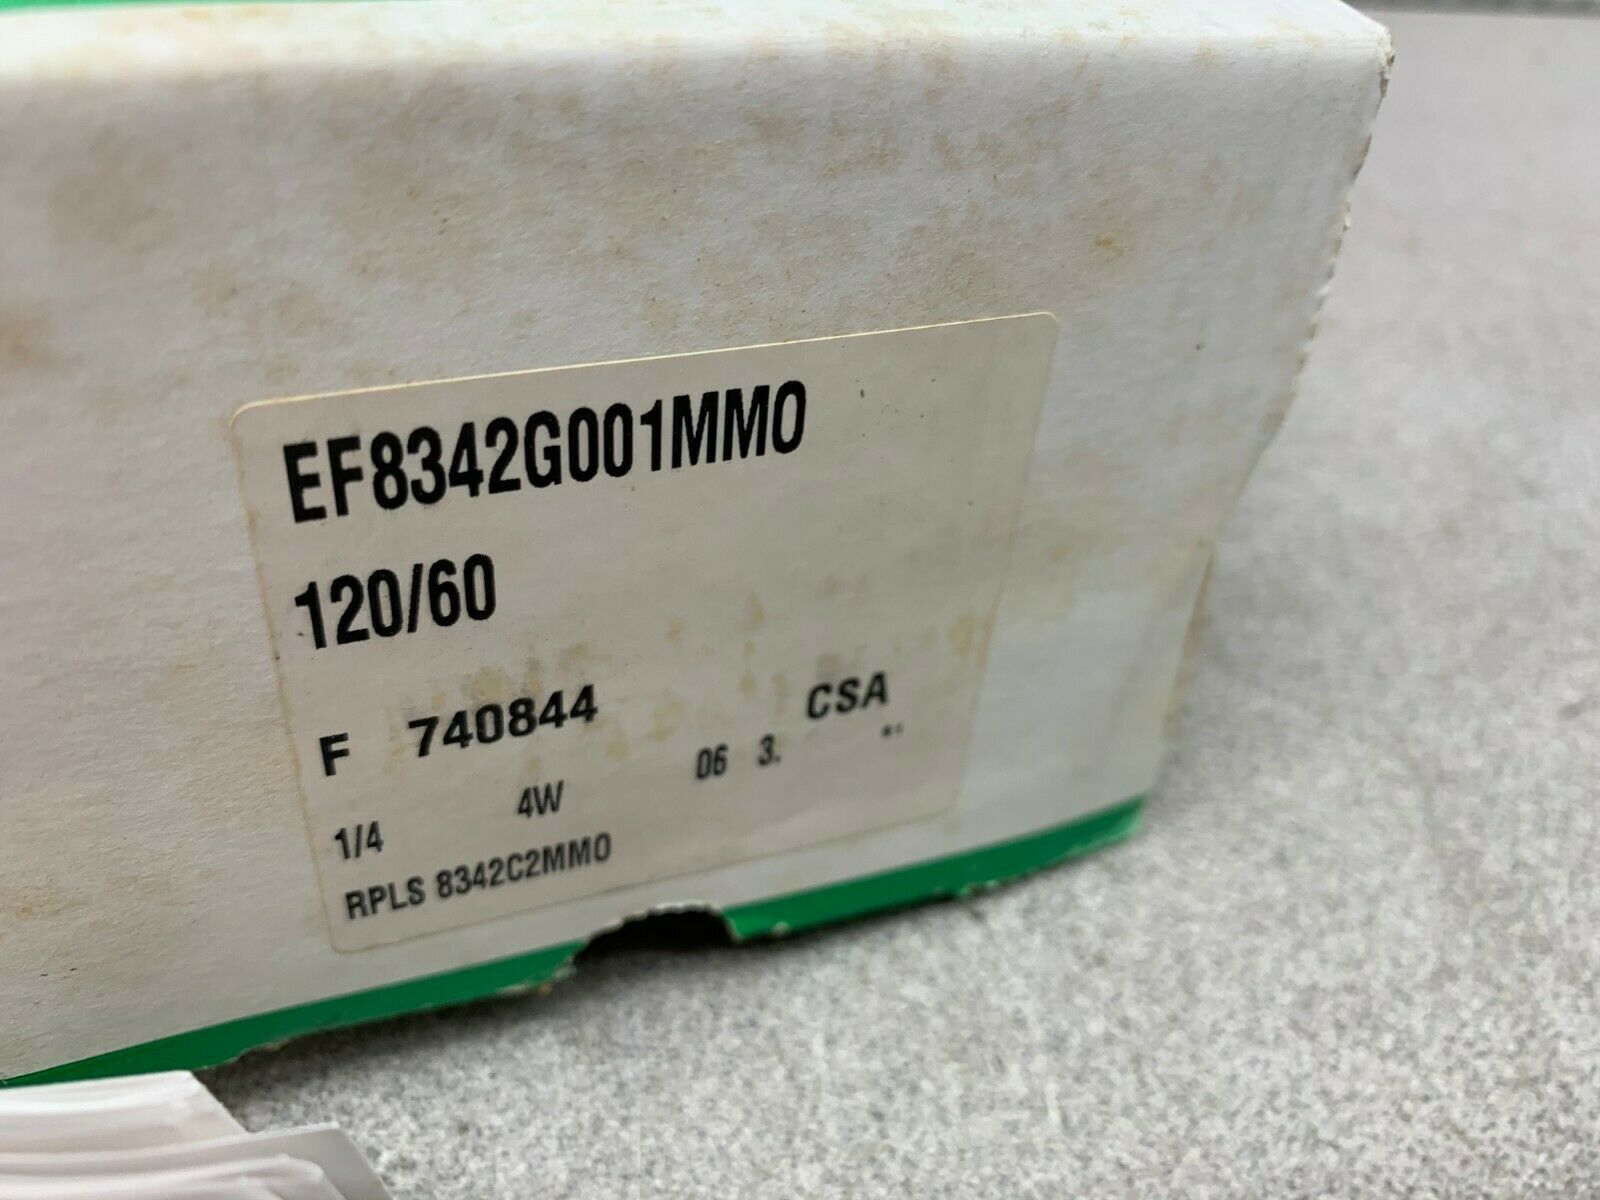 EF8342G001MMO
120/60
F 740844 CSA
1/4 4W 06 3.
RPLS 8342C2MMO